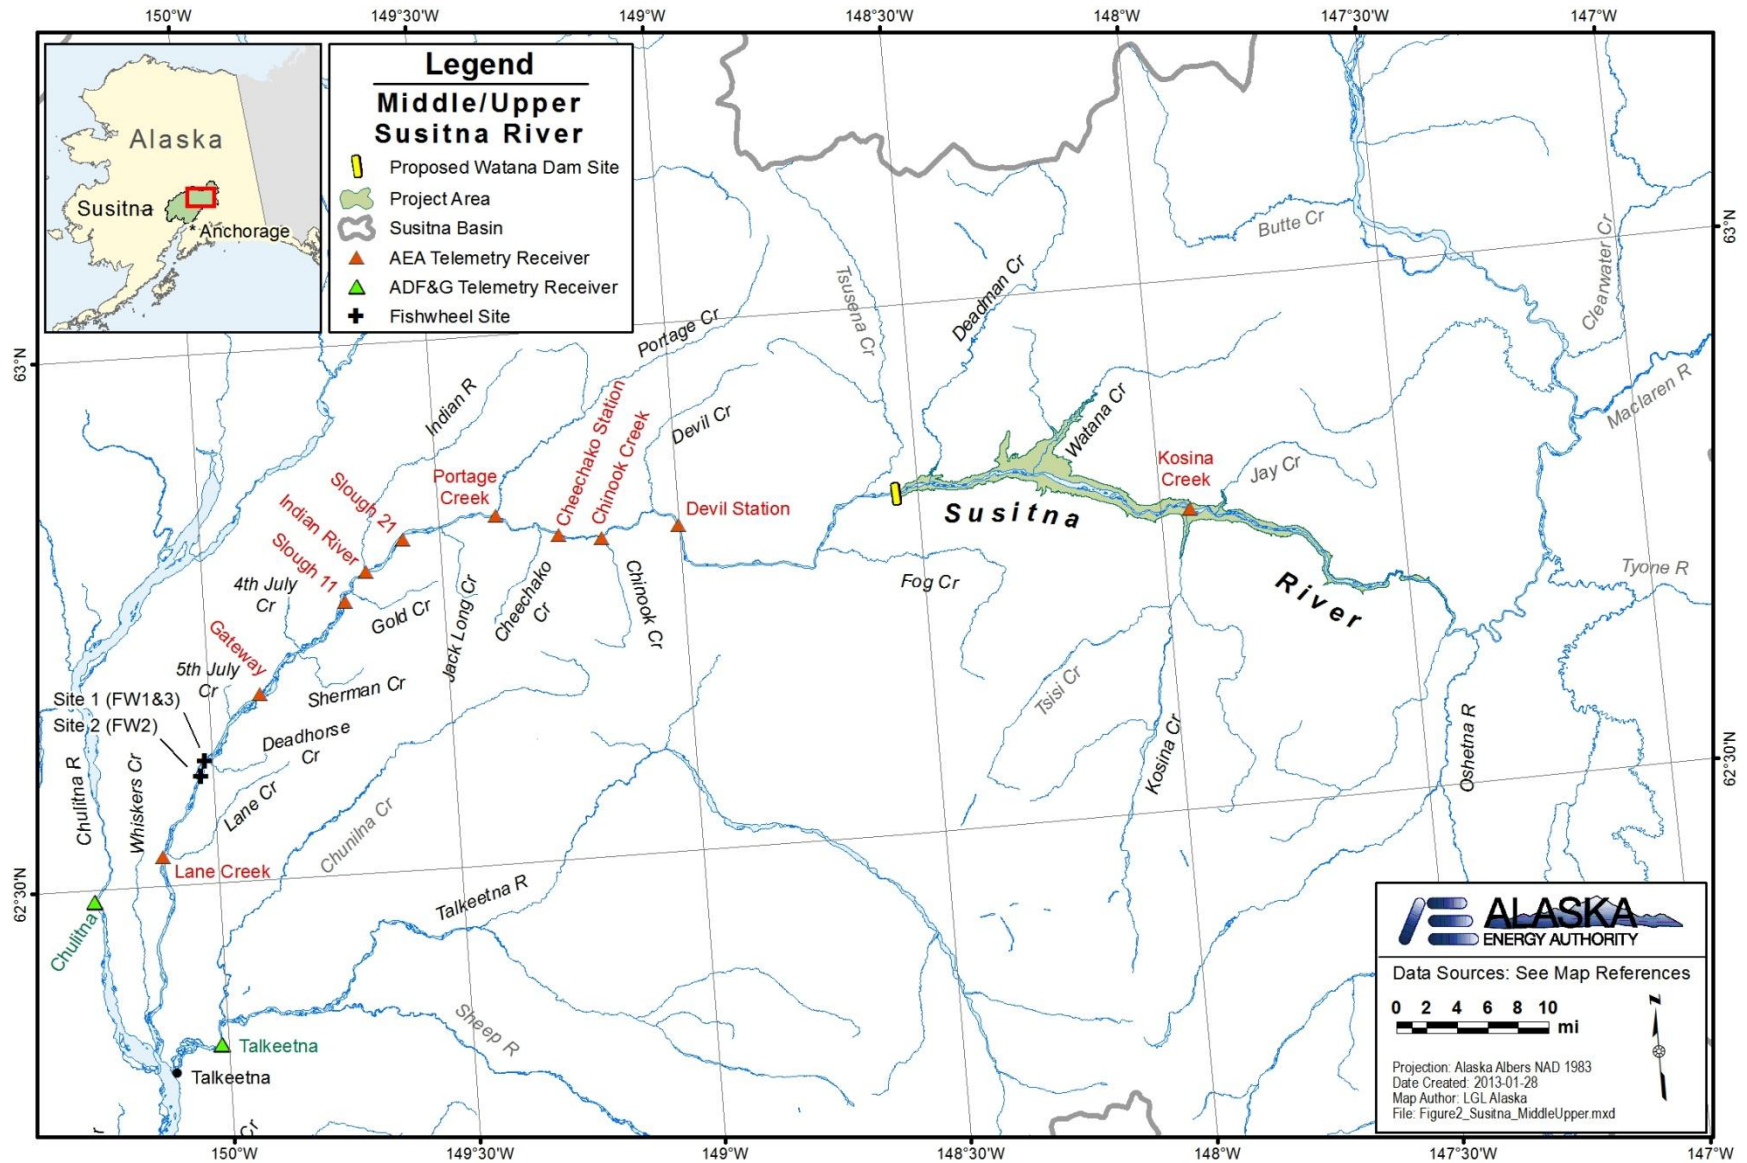 150°W
149°30'W
149°W
148°30'W
148°W
147°30'W
147°W
Alaska
Susitna
* Anchorage
Legend
Middle/Upper
Susitna River
Proposed Watana Dam Site
Project Area
Susitna Basin
AEA Telemetry Receiver
ADF&G Telemetry Receiver
Fishwheel Site
63°N
63°N
Butte Cr
Clearwater Cr
Tsusena Cr
Deadman Cr
Portage Cr
Indian R
Devil Cr
Watana Cr
Maclaren R
Cheechako Station
Chinook Creek
Portage
Creek
Slough 21
Indian River
Slough 11
Devil Station
Kosina
Creek
Jay Cr
Susitna
River
Tyone R
Fog Cr
4th July
Cr
Gold Cr
Jack Long Cr
Cheechako
Cr
Chinook Cr
Gateway
5th July
Cr
Sherman Cr
Site 1 (FW1&3)
Site 2 (FW2)
Deadhorse
Cr
Tsisi Cr
Kosina Cr
Oshetna R
62°30'N
Chulitna R
Whiskers Cr
Lane Cr
Chunilna Cr
Lane Creek
62°30'N
Chulitna
Talkeetna R
Sheep R
Talkeetna
Talkeetna
r
Cr
ALASKA
ENERGY AUTHORITY
Data Sources: See Map References
0 2 4 6 8 10
mi
N
Projection: Alaska Albers NAD 1983
Date Created: 2013-01-28
Map Author: LGL Alaska
File: Figure2_Susitna_MiddleUpper.mxd
150°W
149°30'W
149°W
148°30'W
148°W
147°30'W
147°W